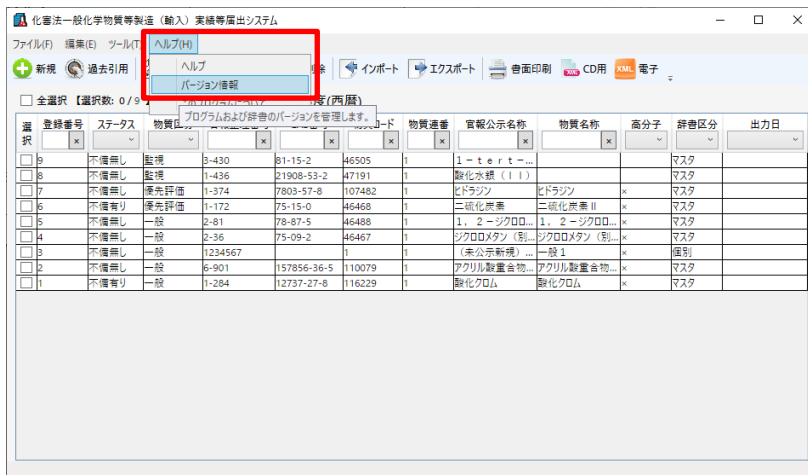 化審法一般化学物質等製造（輸入）実績等届出システム
ファイル(F) 編集(E) ツール(T) ヘルプ(H)
新規 過去引用 インポート エクスポート 書面印刷 CD用 XML 電子
ヘルプ
バージョン情報
プログラムおよび辞書のバージョンを管理します。
全選択 【選択数: 0/9 度(西暦)
選択 登録番号 ステータス 物質 コード 物質連番 官報公示名称 物質名称 高分子 辞書区分 出力日
9 不備無し 監視 3-430 81-15-2 46505 1 １－ｔｅｒｔ－... マスタ
8 不備無し 監視 1-436 21908-53-2 47191 1 酸化水銀（ＩＩ） マスタ
7 不備無し 優先評価 1-374 7803-57-8 107482 1 ヒドラジン ヒドラジン × マスタ
6 不備有り 優先評価 1-172 75-15-0 46468 1 二硫化炭素 二硫化炭素Ⅱ × マスタ
5 不備無し 一般 2-81 78-87-5 46488 1 １，２－ジクロロ... １，２－ジクロロ... × マスタ
4 不備無し 一般 2-36 75-09-2 46467 1 ジクロロメタン（別... ジクロロメタン（別... × マスタ
3 不備無し 一般 1234567 1 （未公示新規）... 一般１ × 個別
2 不備無し 一般 6-901 157856-36-5 110079 1 アクリル酸重合物... アクリル酸重合物... × マスタ
1 不備有り 一般 1-284 12737-27-8 116229 1 酸化クロム 酸化クロム × マスタ